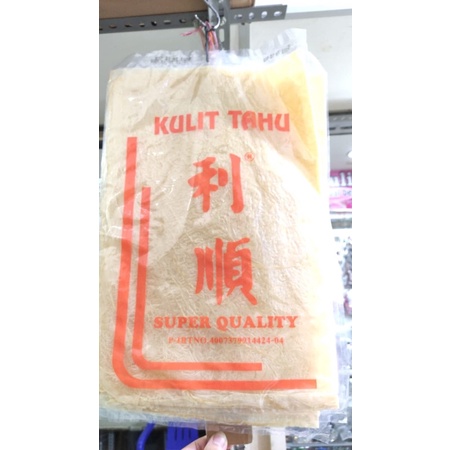 KULIT TAHU
利®
順
SUPER QUALITY